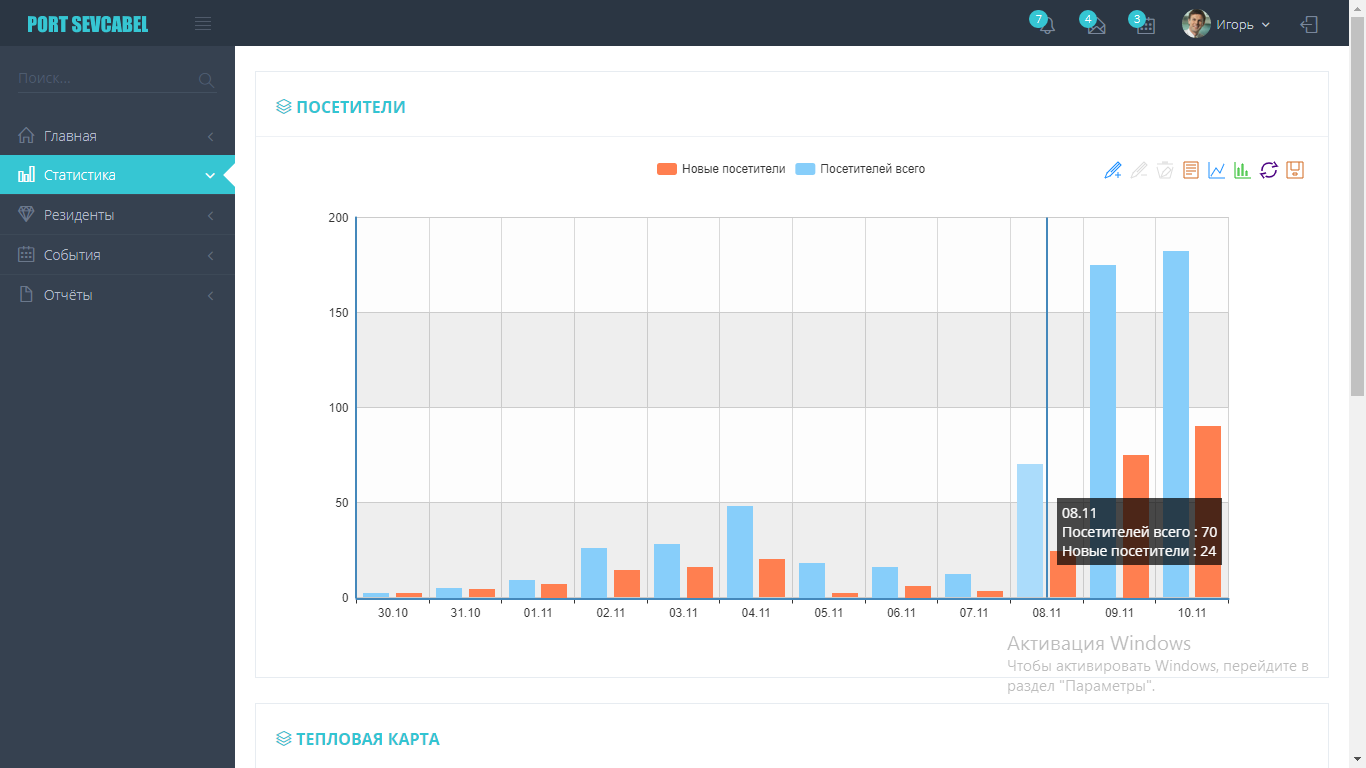 PORT SEVCABEL
7
4
3
Игорь
Поиск...
Главная
Статистика
Резиденты
События
Отчёты
ПОСЕТИТЕЛИ
Новые посетители Посетителей всего
200
150
100
50
0
30.10 31.10 01.11 02.11 03.11 04.11 05.11 06.11 07.11 08.11 09.11 10.11
08.11
Посетителей всего : 70
Новые посетители : 24
Активация Windows
Чтобы активировать Windows, перейдите в
раздел "Параметры".
ТЕПЛОВАЯ КАРТА